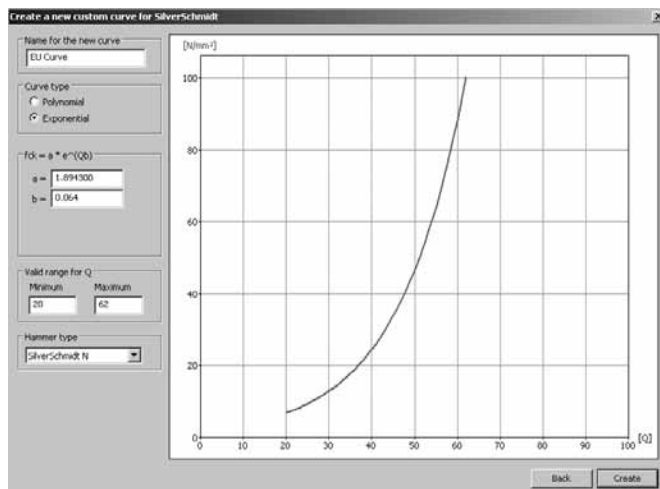 Create a new custom curve for SilverSchmidt
Name for the new curve
EU Curve
Curve type
Polynomial
Exponential
fck = a * e^(Qb)
a = 1.894300
b = 0.064
Valid range for Q
Minimum Maximum
20 62
Hammer type
SilverSchmidt N
[N/mm²]
100
80
60
40
20
0
0 10 20 30 40 50 60 70 80 90 100
[Q]
Back Create